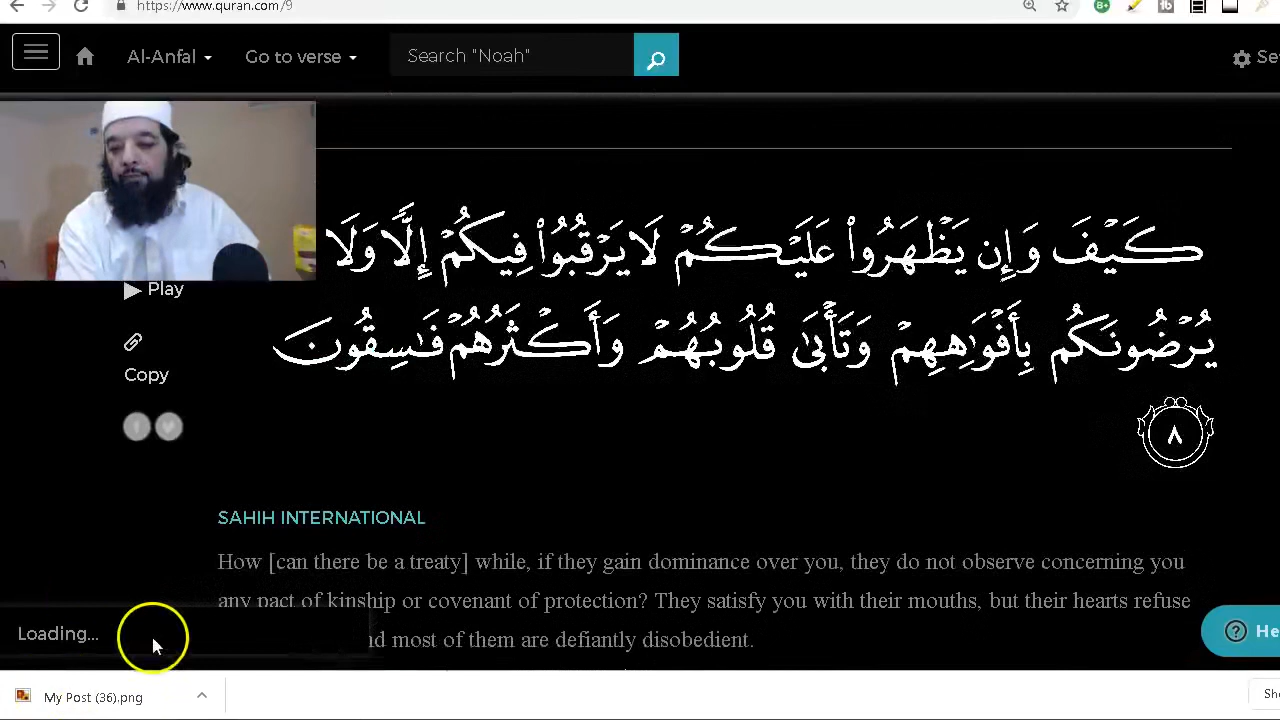 https://www.quran.com/9
Al-Anfal
Go to verse
Search "Noah"
كَيْفَ وَإِن يَظْهَرُوا۟ عَلَيْكُمْ لَا يَرْقُبُوا۟ فِيكُمْ إِلًّا وَلَا
يُرْضُونَكُم بِأَفْوَٰهِهِمْ وَتَأْبَىٰ قُلُوبُهُمْ وَأَكْثَرُهُمْ فَـٰسِقُونَ
٨
Play
Copy
SAHIH INTERNATIONAL
How [can there be a treaty] while, if they gain dominance over you, they do not observe concerning you
any pact of kinship or covenant of protection? They satisfy you with their mouths, but their hearts refuse
nd most of them are defiantly disobedient.
Loading...
My Post (36).png